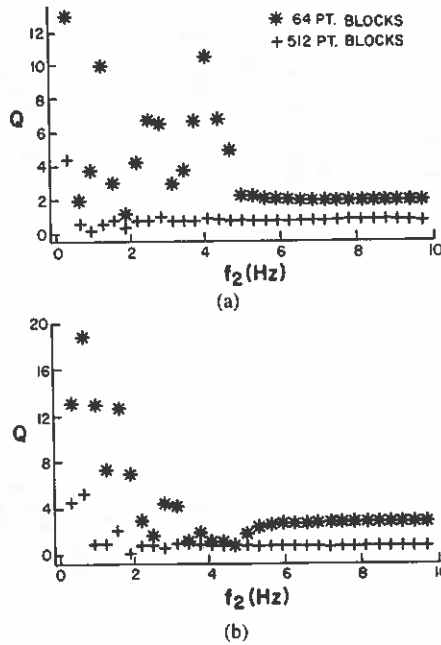 ✱ 64 PT. BLOCKS
+ 512 PT. BLOCKS
12
10
8
6
4
2
0
Q
0 2 4 6 8 10
f₂(Hz)
(a)
20
16
12
8
4
0
Q
0 2 4 6 8 10
f₂(Hz)
(b)